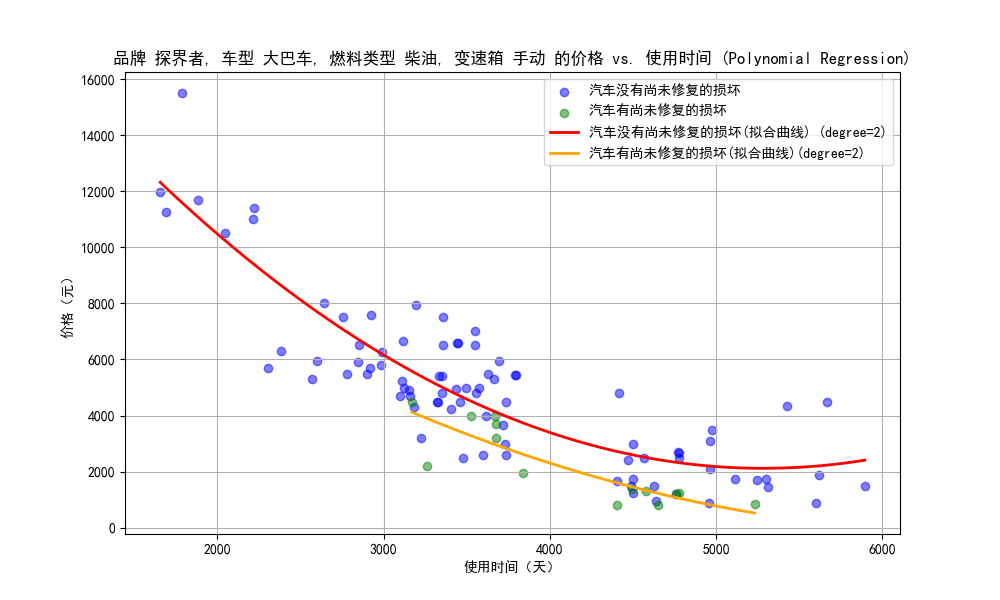 品牌 探界者, 车型 大巴车, 燃料类型 柴油, 变速箱 手动 的价格 vs. 使用时间 (Polynomial Regression)
汽车没有尚未修复的损坏
汽车有尚未修复的损坏
汽车没有尚未修复的损坏(拟合曲线) (degree=2)
汽车有尚未修复的损坏(拟合曲线)(degree=2)
价格（元）
16000
14000
12000
10000
8000
6000
4000
2000
0
2000 3000 4000 5000 6000
使用时间（天）